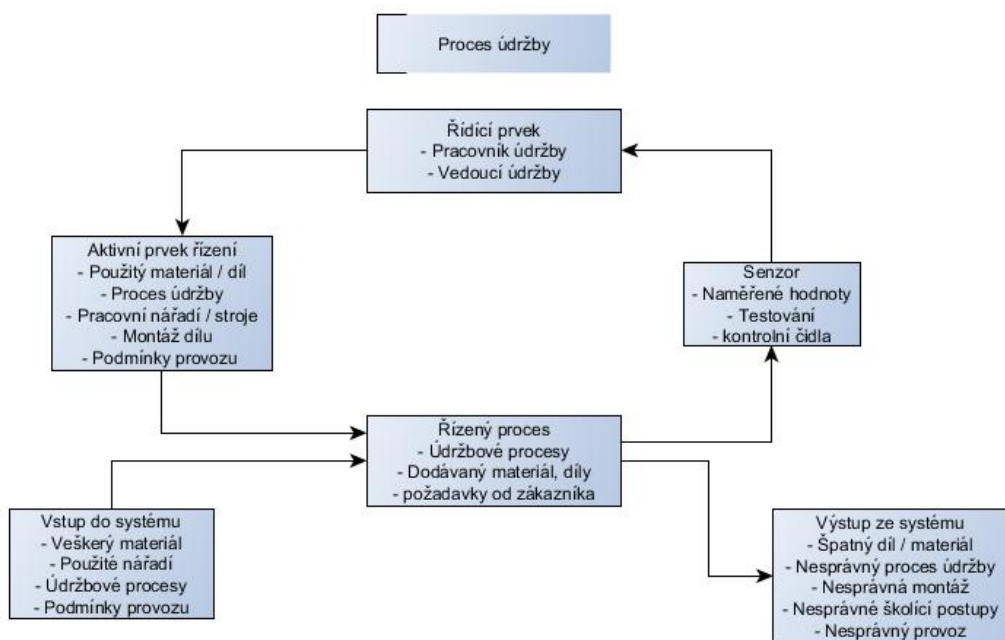 Proces údržby
Řídící prvek
- Pracovník údržby
- Vedoucí údržby
Aktivní prvek řízení
- Použitý materiál / díl
- Proces údržby
- Pracovní nářadí / stroje
- Montáž dílu
- Podmínky provozu
Senzor
- Naměřené hodnoty
- Testování
- kontrolní čidla
Řízený proces
- Údržbové procesy
- Dodávaný materiál, díly
- požadavky od zákazníka
Vstup do systému
- Veškerý materiál
- Použité nářadí
- Údržbové procesy
- Podmínky provozu
Výstup ze systému
- Špatný díl / materiál
- Nesprávný proces údržby
- Nesprávná montáž
- Nesprávné školící postupy
- Nesprávný provoz